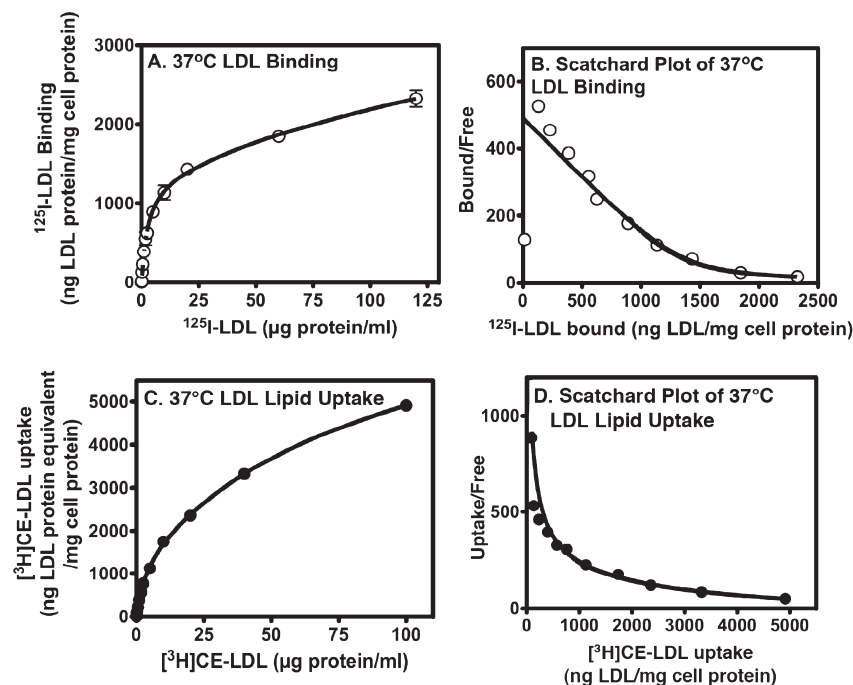 A. 37°C LDL Binding
¹²⁵I-LDL Binding
(ng LDL protein/mg cell protein)
3000
2000
1000
0
0 25 50 75 100 125
¹²⁵I-LDL (μg protein/ml)
B. Scatchard Plot of 37°C
LDL Binding
Bound/Free
600
400
200
0
0 500 1000 1500 2000 2500
¹²⁵I-LDL bound (ng LDL/mg cell protein)
C. 37°C LDL Lipid Uptake
[³H]CE-LDL uptake
(ng LDL protein equivalent
/mg cell protein)
5000
4000
3000
2000
1000
0
0 25 50 75 100
[³H]CE-LDL (μg protein/ml)
D. Scatchard Plot of 37°C
LDL Lipid Uptake
Uptake/Free
1000
500
0
0 1000 2000 3000 4000 5000
[³H]CE-LDL uptake
(ng LDL/mg cell protein)